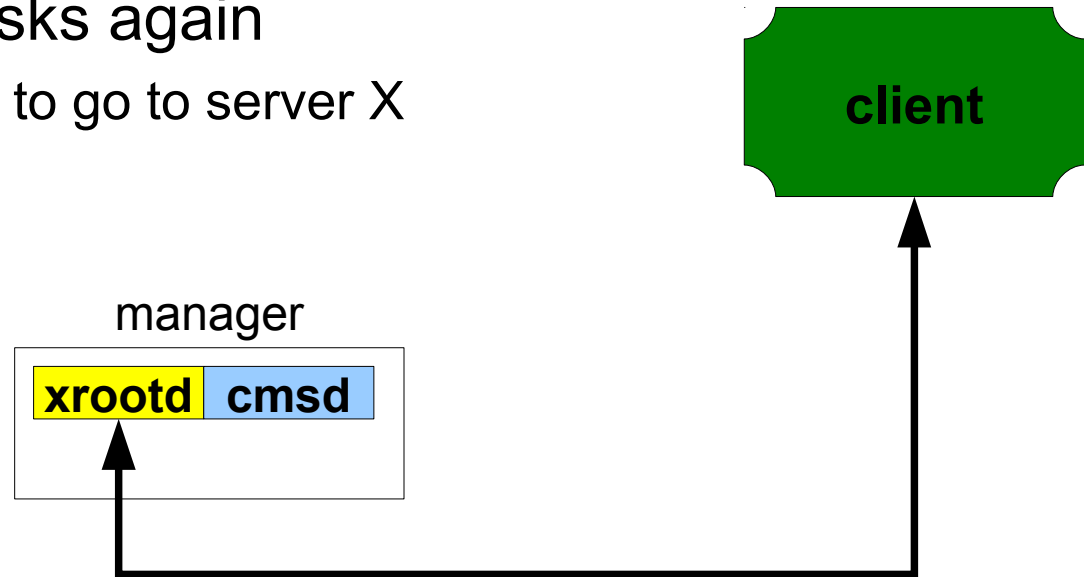 sks again
to go to server X
client
manager
xrootd cmsd